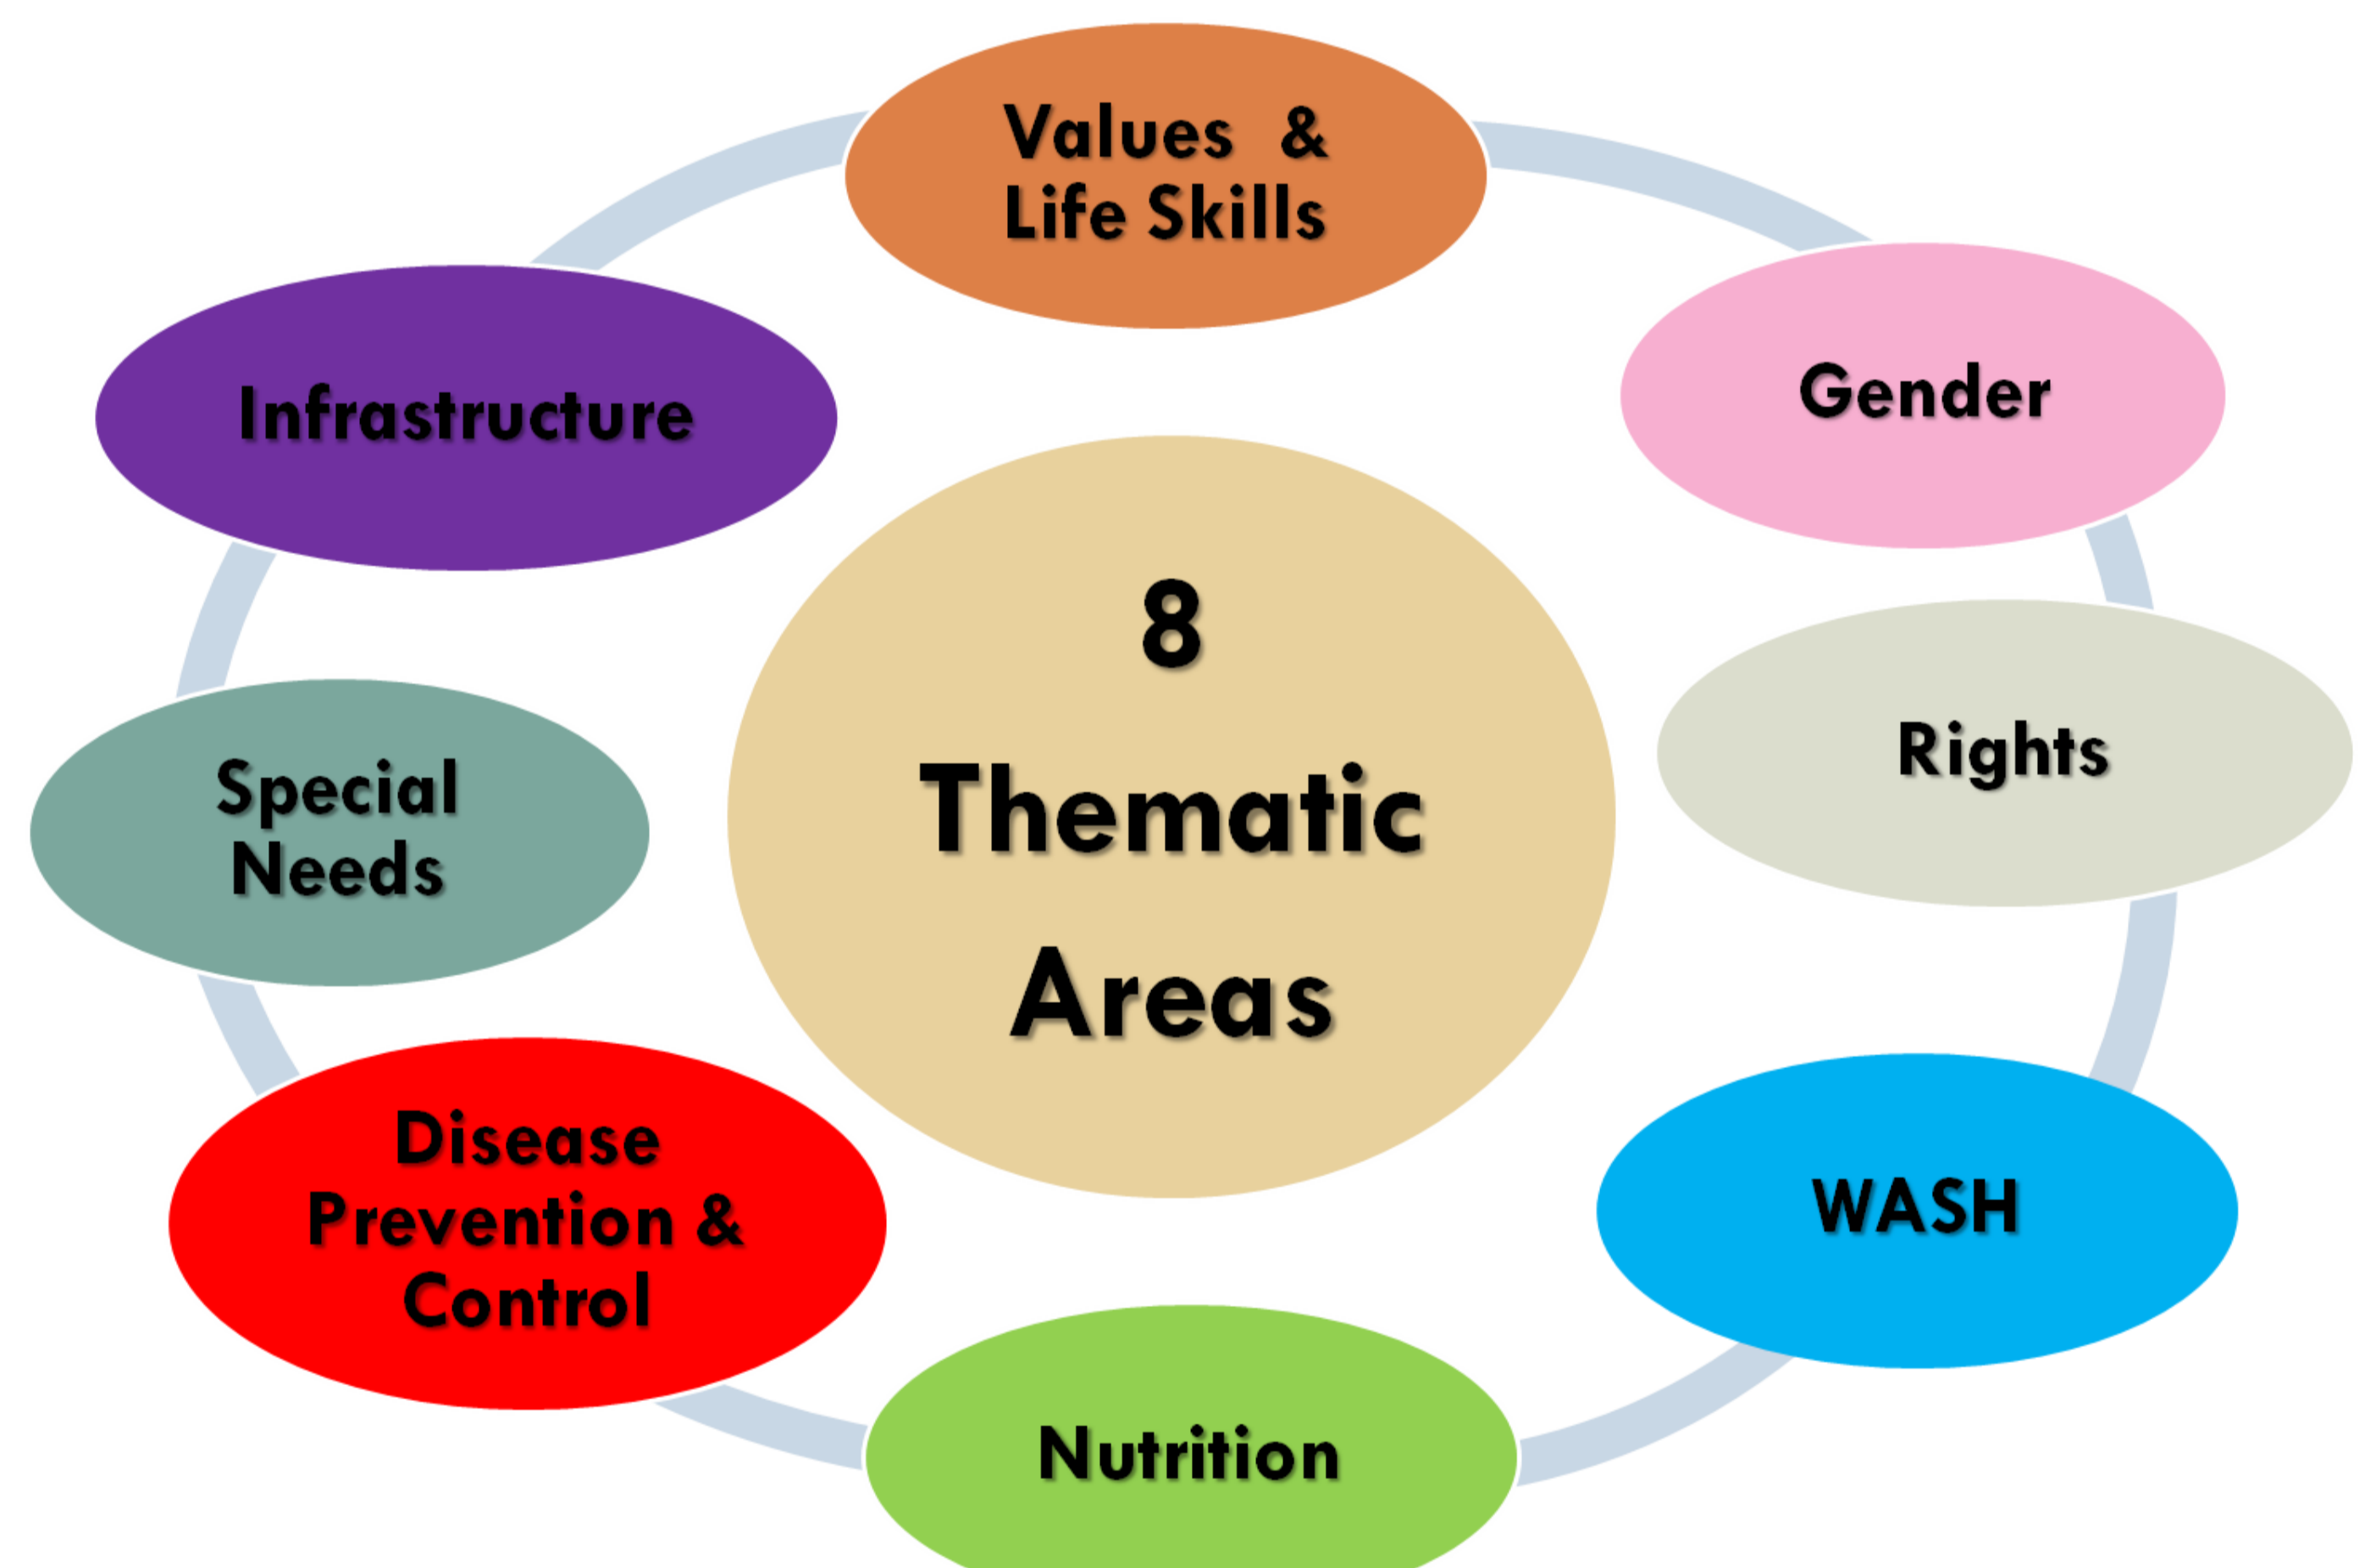 Values & 
Life Skills
Gender
Rights
WASH
Nutrition
Disease
Prevention &
Control
Special
Needs
Infrastructure
8
Thematic
Areas